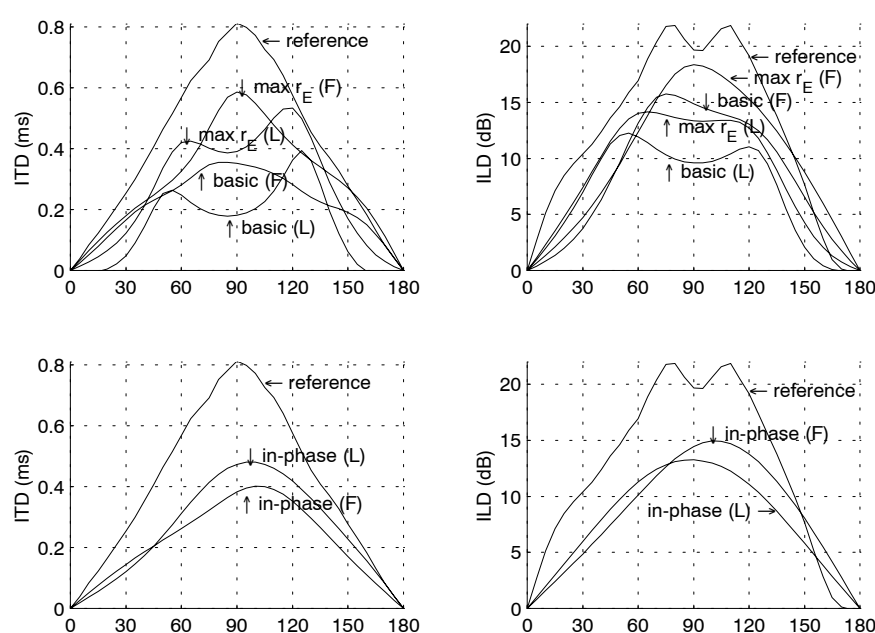 0.8
0.6
0.4
0.2
0
ITD (ms)
reference
max rE (F)
max rE (L)
basic (F)
basic (L)
0 30 60 90 120 150 180
20
15
10
5
0
ILD (dB)
reference
max rE (F)
basic (F)
max rE (L)
basic (L)
0 30 60 90 120 150 180
0.8
0.6
0.4
0.2
0
ITD (ms)
reference
in-phase (L)
in-phase (F)
0 30 60 90 120 150 180
20
15
10
5
0
ILD (dB)
reference
in-phase (F)
in-phase (L)
0 30 60 90 120 150 180